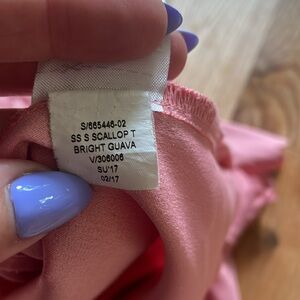 S/665446-02
SS S SCALLOP T
BRIGHT GUAVA
V/306006
SU'17
02/17